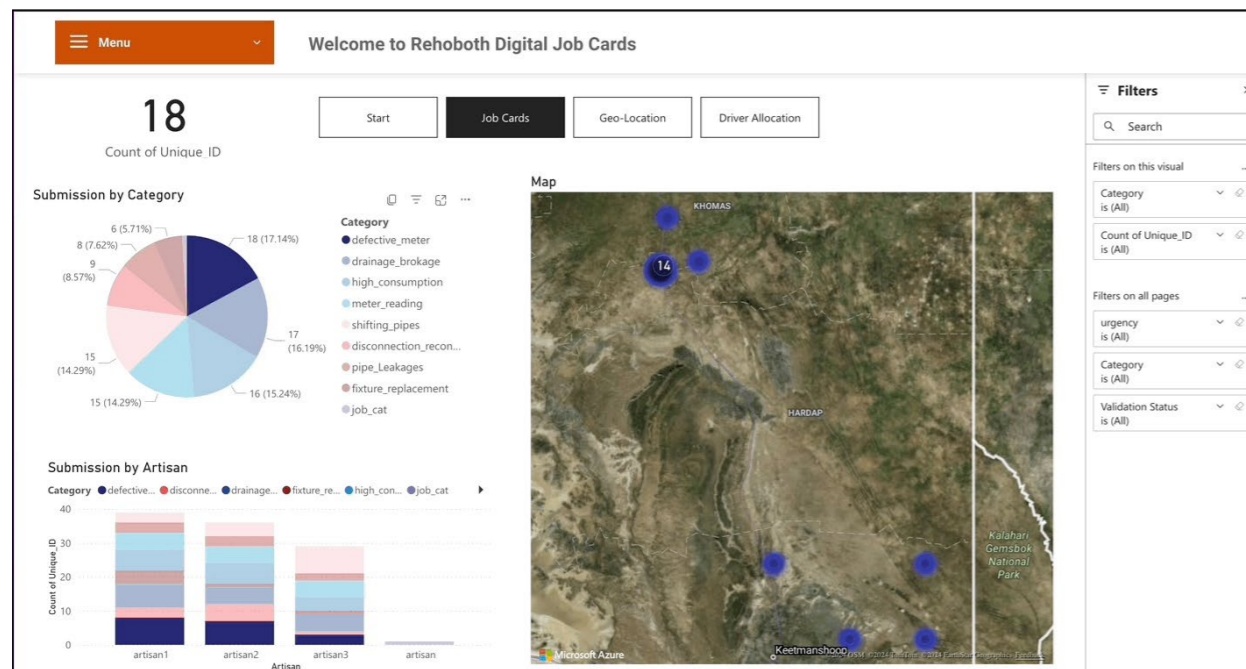 Menu
Welcome to Rehoboth Digital Job Cards
18
Count of Unique_ID
Start
Job Cards
Geo-Location
Driver Allocation
Submission by Category
6 (5.71%)
8 (7.62%)
9
(8.57%)
15
(14.29%)
15 (14.29%)
16 (15.24%)
17
(16.19%)
18 (17.14%)
Category
defective_meter
drainage_brokage
high_consumption
meter_reading
shifting_pipes
disconnection_recon...
pipe_Leakages
fixture_replacement
job_cat
Submission by Artisan
Category defective... disconne... drainage... fixture_re... high_con... job_cat
Count of Unique_ID
40
30
20
10
0
artisan1
artisan2
artisan3
artisan
Artisan
Map
KHOMAS
14
HARDAP
Kalahari
Gemsbok
National
Park
Keetmanshoop
Microsoft Azure
Filters
Search
Filters on this visual
Category
is (All)
Count of Unique_ID
is (All)
Filters on all pages
urgency
is (All)
Category
is (All)
Validation Status
is (All)